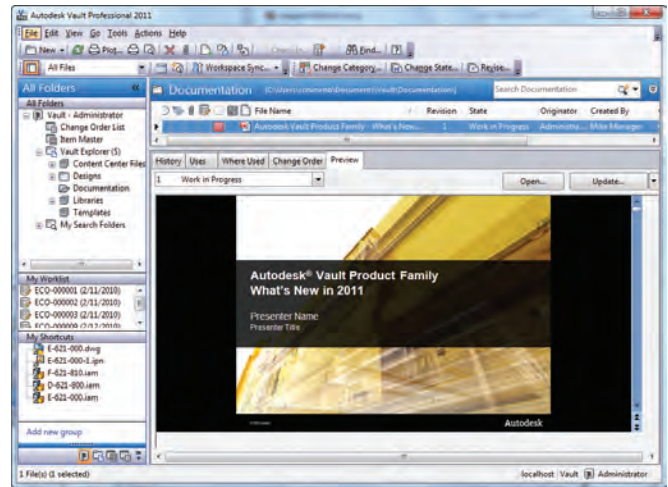 Autodesk Vault Professional 2011
File Edit View Go Tools Actions Help
New Plot... Find...
All Files Workspace Sync... Change Category... Change State... Revise...
All Folders
All Folders
Vault - Administrator
Change Order List
Item Master
Vault Explorer (5)
Content Center Files
Designs
Documentation
Libraries
Templates
My Search Folders
My Worklist
ECO-000001 (2/11/2010)
ECO-000002 (2/11/2010)
ECO-000003 (2/11/2010)
My Shortcuts
E-621-000.dwg
E-621-000-1.ipn
F-621-810.iam
D-621-800.iam
E-621-000.iam
Add new group
Documentation
Search Documentation
File Name Revision State Originator Created By
Autodesk Vault Product Family - What's New... 1 Work in Progress Administra... Mike Manager
History Uses Where Used Change Order Preview
1 Work in Progress Open... Update...
Autodesk® Vault Product Family
What's New in 2011
Presenter Name
Presenter Title
Autodesk
1 File(s) (1 selected) localhost Vault Administrator